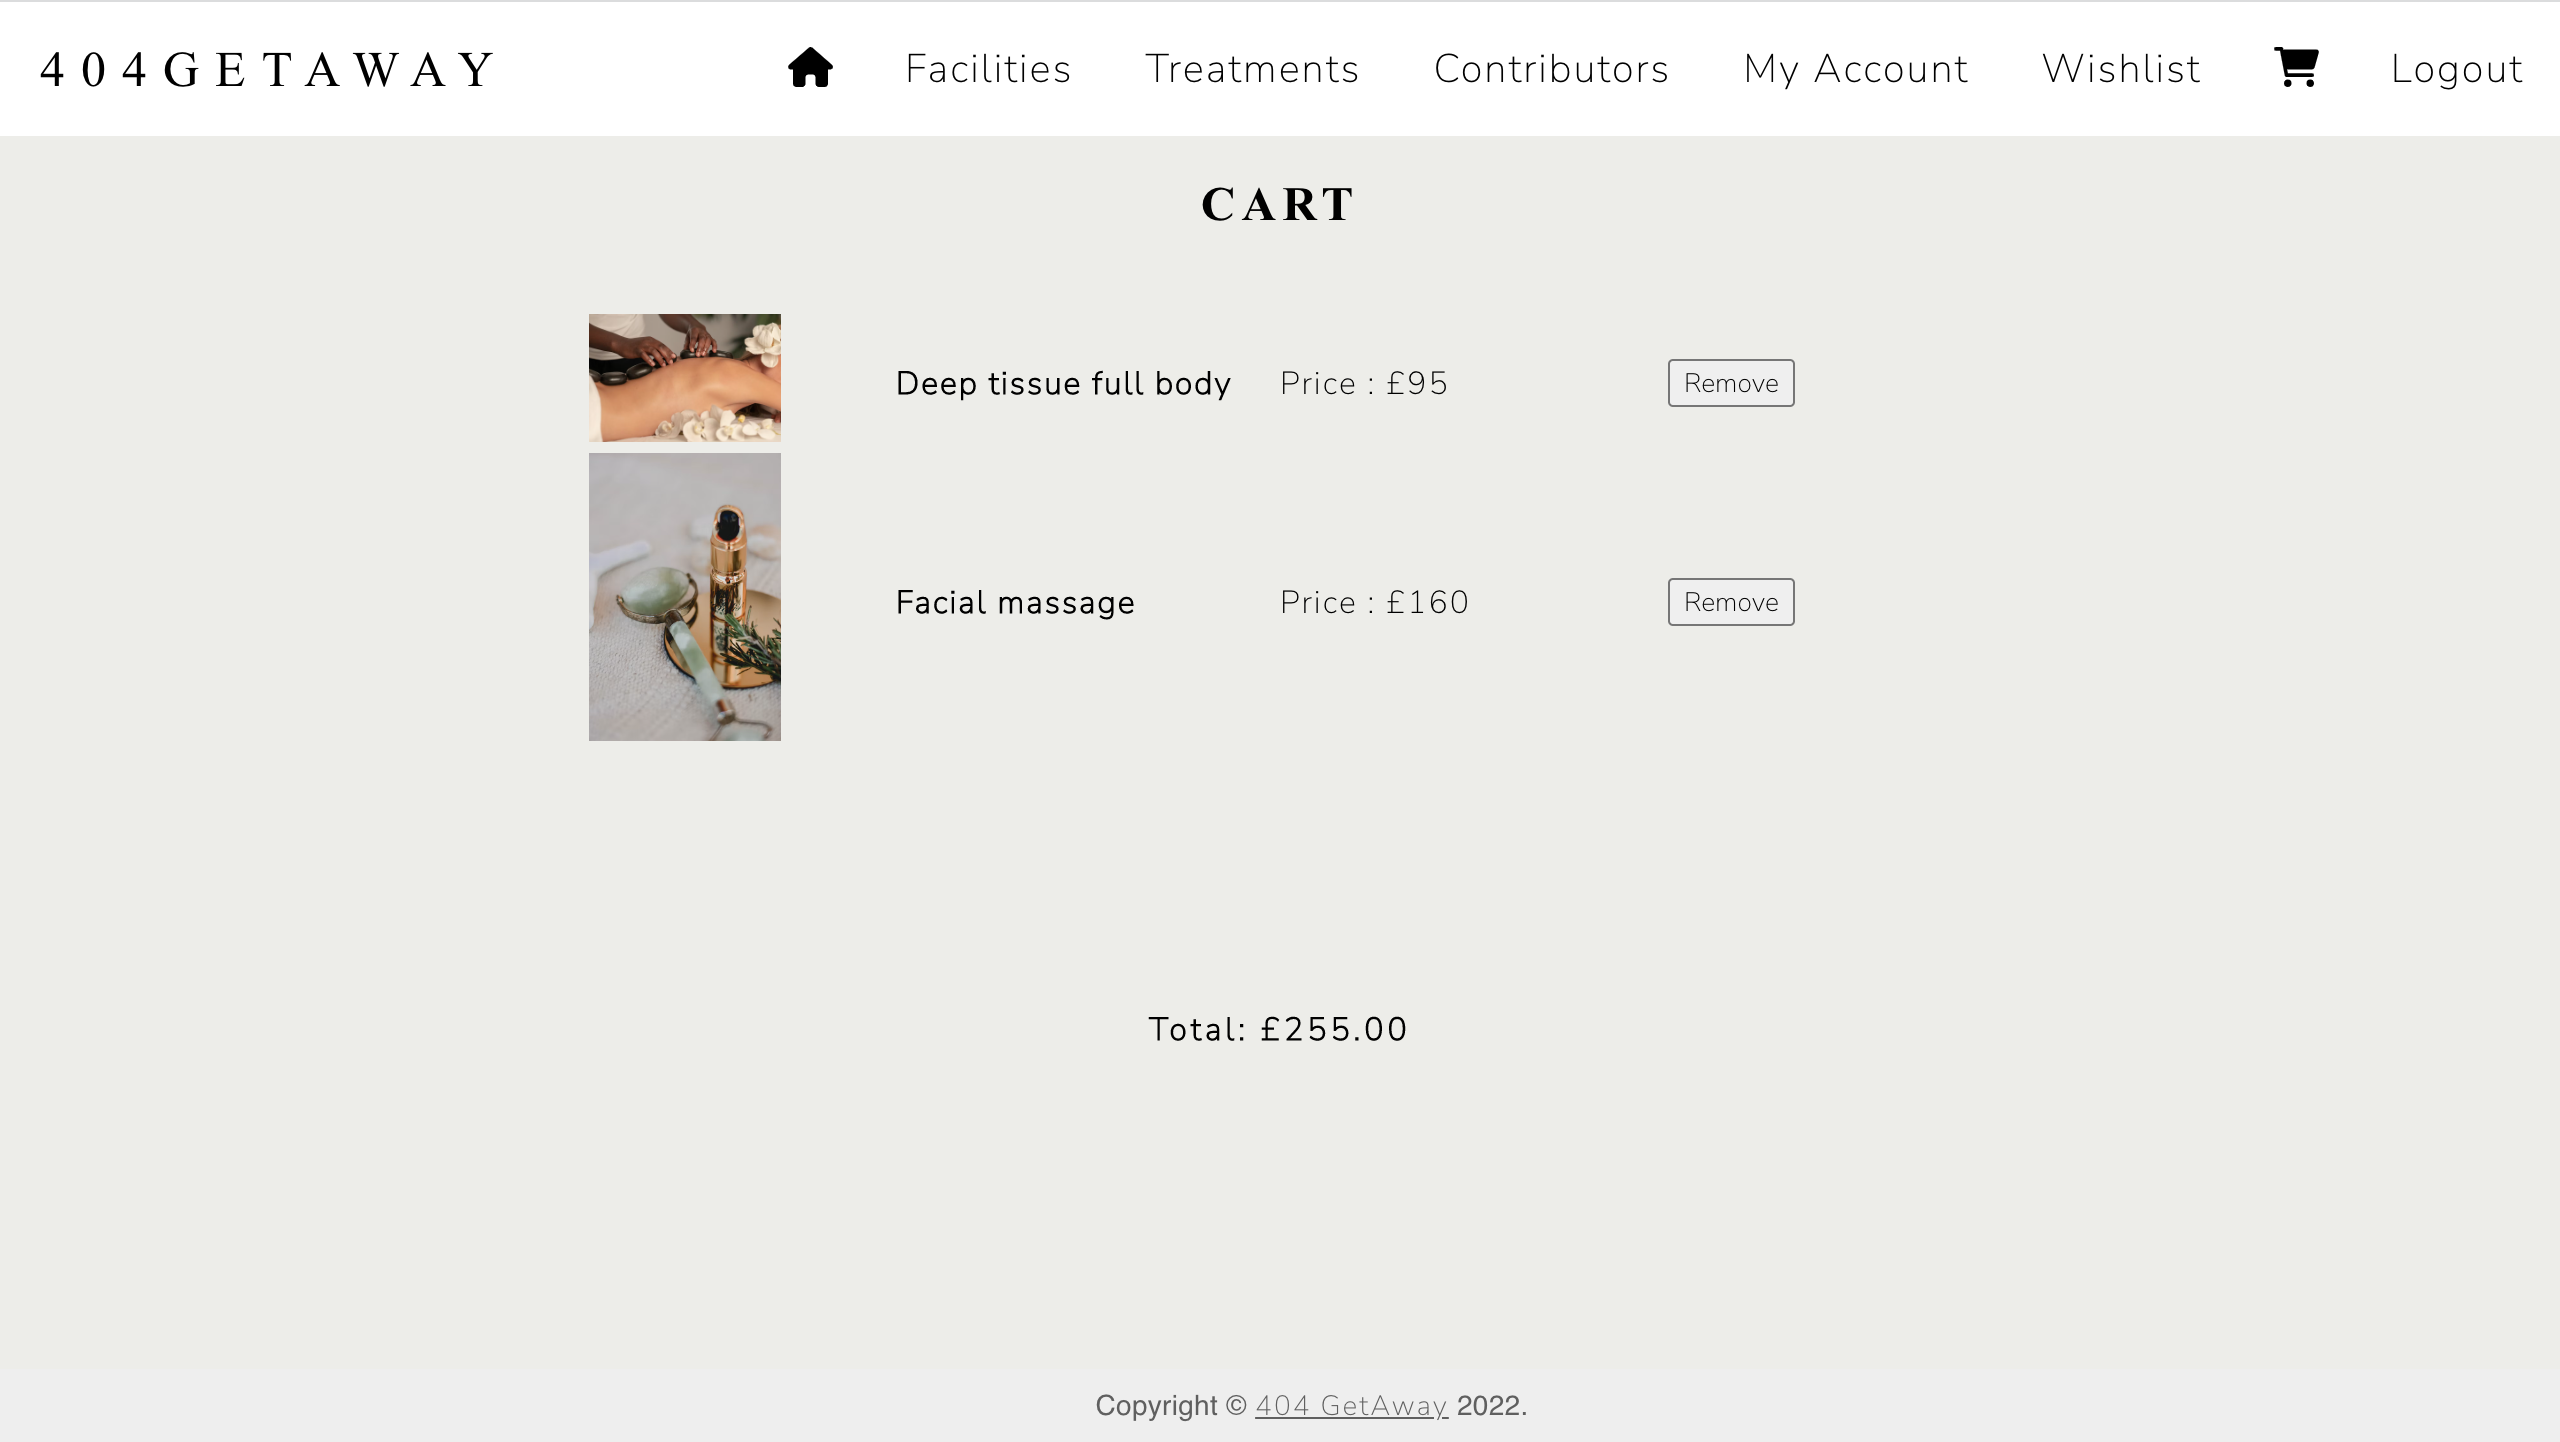 404GETAWAY Facilities Treatments Contributors My Account Wishlist Logout
CART
Deep tissue full body Price : £95 Remove
Facial massage Price : £160 Remove
Total: £255.00
Copyright © 404 GetAway 2022.